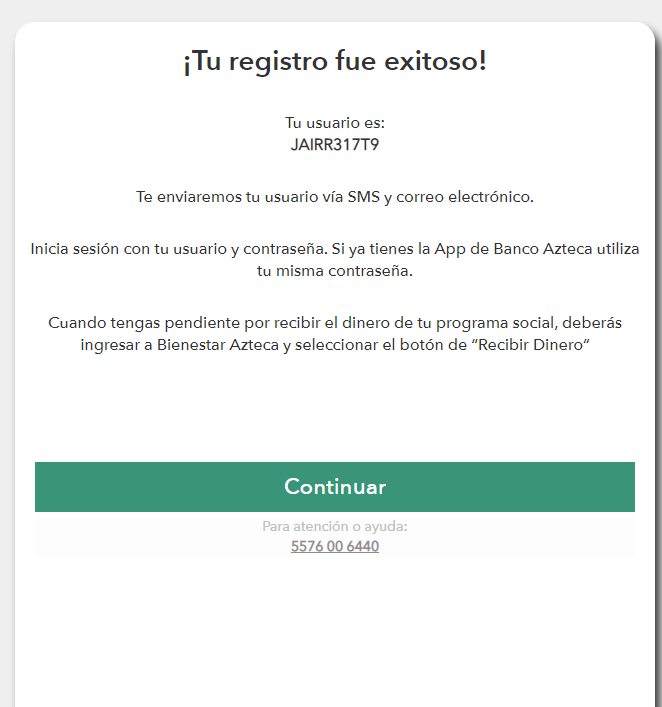 ¡Tu registro fue exitoso!
Tu usuario es:
JAIRR317T9
Te enviaremos tu usuario vía SMS y correo electrónico.
Inicia sesión con tu usuario y contraseña. Si ya tienes la App de Banco Azteca utiliza
tu misma contraseña.
Cuando tengas pendiente por recibir el dinero de tu programa social, deberás
ingresar a Bienestar Azteca y seleccionar el botón de “Recibir Dinero“
Continuar
Para atención o ayuda:
5576 00 6440